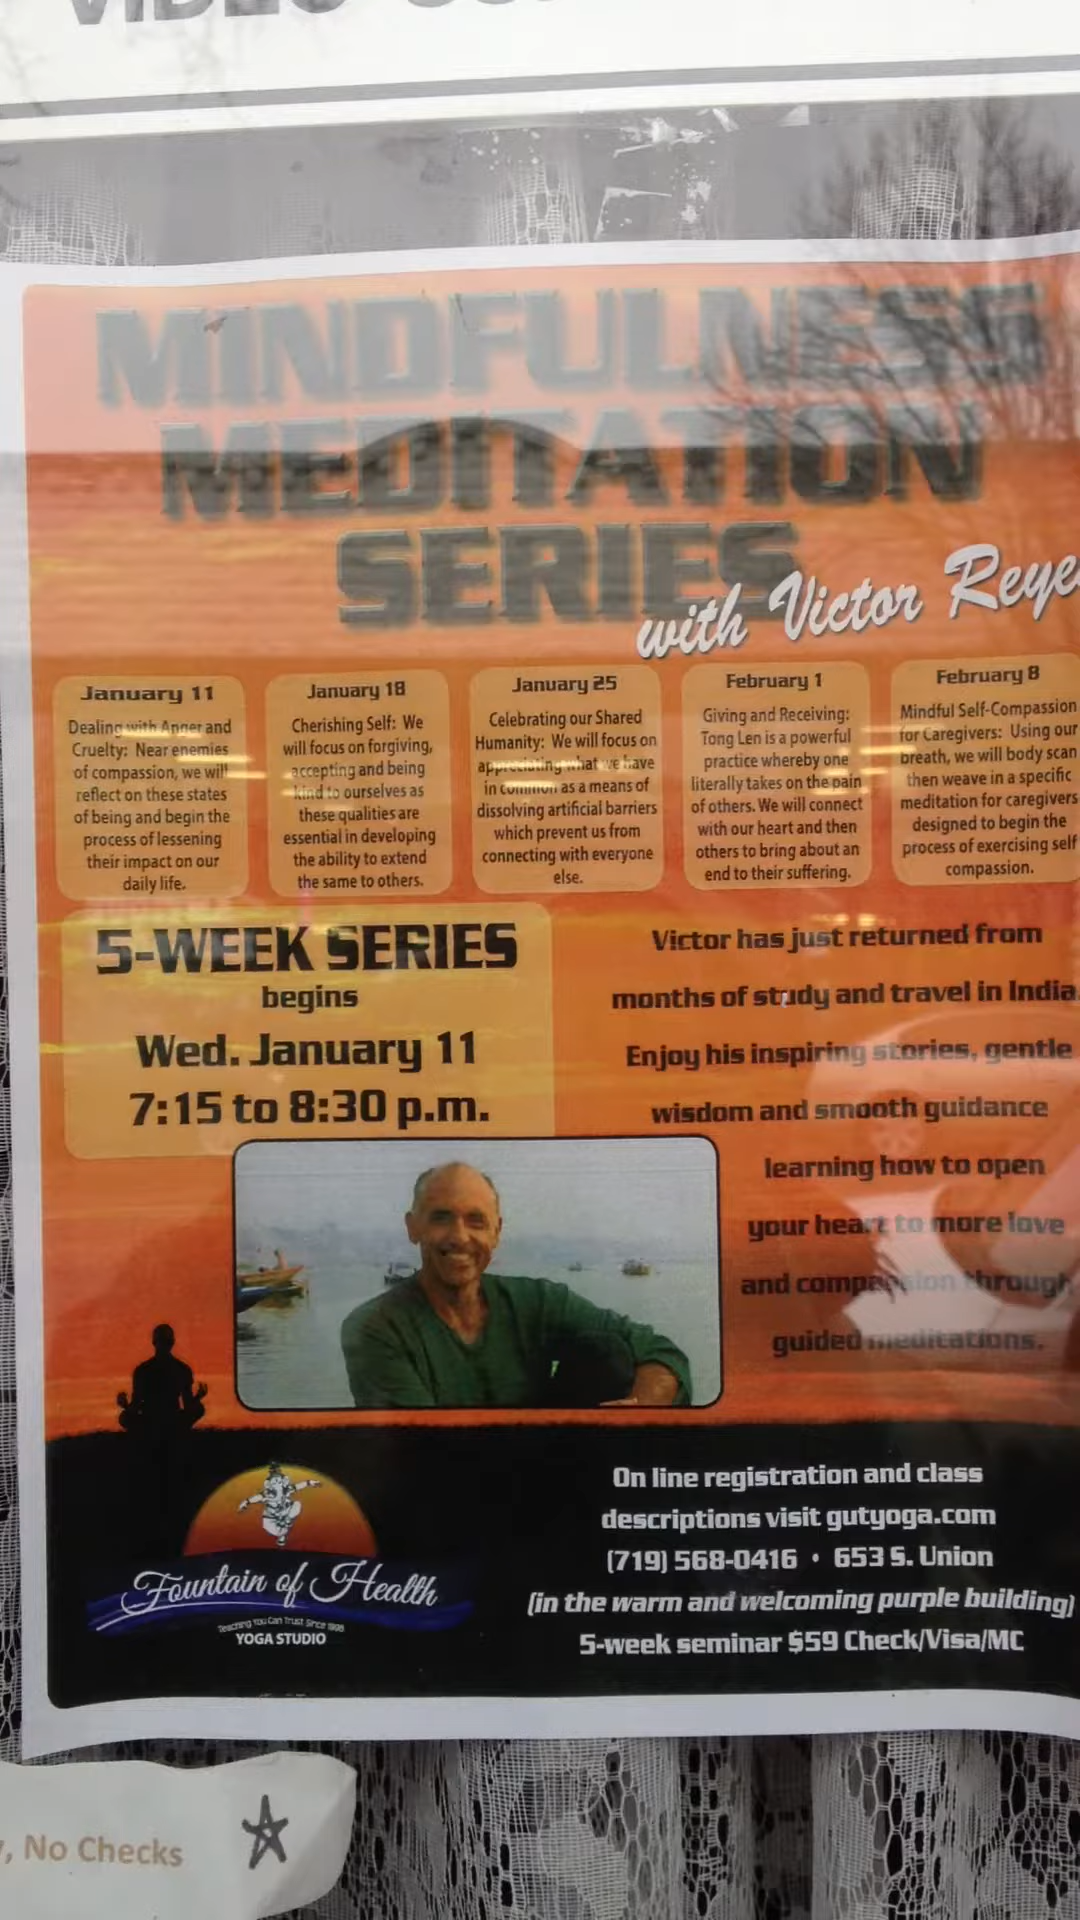 MINDFULNESS
MEDITATION
SERIES
with Victor
January 11
Dealing with Anger and
Cruelty: Near enemies
of compassion, we will
reflect on these states
of being and begin the
process of lessening
their impact on our
daily life.
January 18
Cherishing Self: We
will focus on forgiving,
accepting and being
kind to ourselves as
these qualities are
essential in developing
the ability to extend
the same to others.
January 25
Celebrating our Shared
Humanity: We will focus on
appreciating what we have
in common as a means of
dissolving artificial barriers
which prevent us from
connecting with everyone
else.
February 1
Giving and Receiving:
Tong Len is a powerful
practice whereby one
literally takes on the pain
of others. We will connect
with our heart and then
others to bring about an
end to their suffering.
February 8
Mindful Self-Compassion
for Caregivers: Using our
breath, we will body scan
then weave in a specific
meditation for caregivers
designed to begin the
process of exercising self
compassion.
5-WEEK SERIES
begins
Wed. January 11
7:15 to 8:30 p.m.
Victor has just returned from
months of study and travel in India
Enjoy his inspiring stories, gentle
wisdom and smooth guidance
learning how to open
your heart to more love
and compassion through
guided meditations.
Fountain of Health
Teaching You Can Trust Since 1998
YOGA STUDIO
On line registration and class
descriptions visit gutyoga.com
(719) 568-0416 • 653 S. Union
(in the warm and welcoming purple building)
5-week seminar $59 Check/Visa/MC
, No Checks